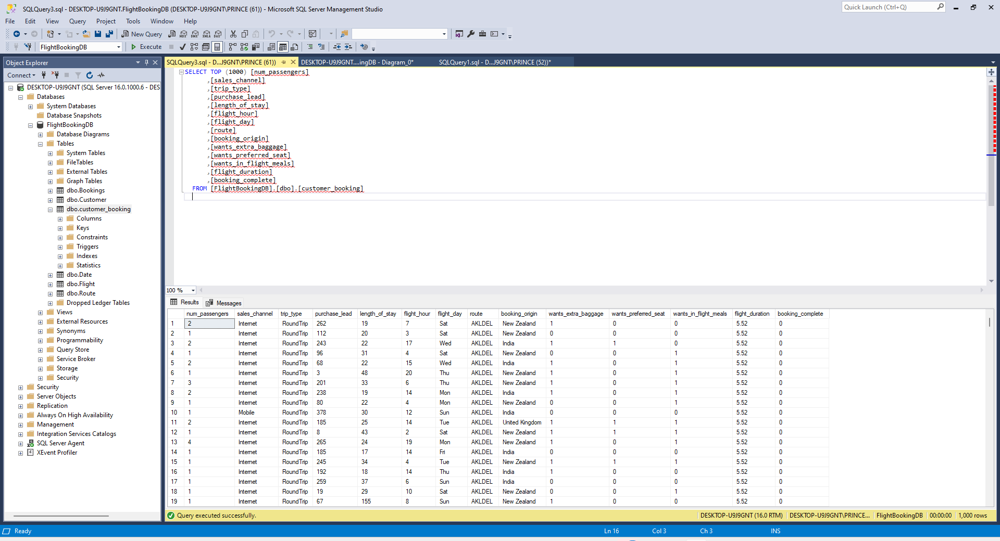 SQLQuery3.sql - DESKTOP-U9J9GNT.FlightBookingDB (DESKTOP-U9J9GNT\PRINCE (61)) - Microsoft SQL Server Management Studio
Quick Launch (Ctrl+Q)
File Edit View Query Project Tools Window Help
New Query MDX DMX XMLA DAX
FlightBookingDB Execute
Object Explorer
SQLQuery3.sql - D...J9GNT\PRINCE (61)) DESKTOP-U9J9GNT....ingDB - Diagram_0* SQLQuery1.sql - D...J9GNT\PRINCE (52))*
Connect
DESKTOP-U9J9GNT (SQL Server 16.0.1000.6 - DES
Databases
System Databases
Database Snapshots
FlightBookingDB
Database Diagrams
Tables
System Tables
FileTables
External Tables
Graph Tables
dbo.Bookings
dbo.Customer
dbo.customer_booking
Columns
Keys
Constraints
Triggers
Indexes
Statistics
dbo.Date
dbo.Flight
dbo.Route
Dropped Ledger Tables
Views
External Resources
Synonyms
Programmability
Query Store
Service Broker
Storage
Security
Security
Server Objects
Replication
Always On High Availability
Management
Integration Services Catalogs
SQL Server Agent
XEvent Profiler
SELECT TOP (1000) [num_passengers]
,[sales_channel]
,[trip_type]
,[purchase_lead]
,[length_of_stay]
,[flight_hour]
,[flight_day]
,[route]
,[booking_origin]
,[wants_extra_baggage]
,[wants_preferred_seat]
,[wants_in_flight_meals]
,[flight_duration]
,[booking_complete]
FROM [FlightBookingDB].[dbo].[customer_booking]
100 %
Results Messages
num_passengers sales_channel trip_type purchase_lead length_of_stay flight_hour flight_day route booking_origin wants_extra_baggage wants_preferred_seat wants_in_flight_meals flight_duration booking_complete
1 2 Internet RoundTrip 262 19 7 Sat AKLDEL New Zealand 1 0 0 5.52 0
2 1 Internet RoundTrip 112 20 3 Sat AKLDEL New Zealand 0 0 0 5.52 0
3 2 Internet RoundTrip 243 22 17 Wed AKLDEL India 1 1 0 5.52 0
4 1 Internet RoundTrip 96 31 4 Sat AKLDEL New Zealand 0 0 1 5.52 0
5 2 Internet RoundTrip 68 22 15 Wed AKLDEL India 1 0 1 5.52 0
6 1 Internet RoundTrip 3 48 20 Thu AKLDEL New Zealand 1 0 1 5.52 0
7 3 Internet RoundTrip 201 33 6 Thu AKLDEL New Zealand 1 0 1 5.52 0
8 2 Internet RoundTrip 238 19 14 Mon AKLDEL India 1 0 1 5.52 0
9 1 Internet RoundTrip 80 22 4 Mon AKLDEL New Zealand 0 0 1 5.52 0
10 1 Mobile RoundTrip 378 30 12 Sun AKLDEL India 0 0 0 5.52 0
11 2 Internet RoundTrip 185 25 14 Tue AKLDEL United Kingdom 1 1 1 5.52 0
12 1 Internet RoundTrip 8 43 2 Sat AKLDEL New Zealand 1 1 1 5.52 0
13 4 Internet RoundTrip 265 24 19 Mon AKLDEL New Zealand 1 0 1 5.52 0
14 1 Internet RoundTrip 185 17 14 Fri AKLDEL India 0 0 0 5.52 0
15 1 Internet RoundTrip 245 34 4 Tue AKLDEL New Zealand 1 1 1 5.52 0
16 1 Internet RoundTrip 192 18 14 Thu AKLDEL India 1 0 0 5.52 0
17 1 Internet RoundTrip 259 37 6 Sun AKLDEL India 0 0 0 5.52 0
18 1 Internet RoundTrip 19 29 10 Sat AKLDEL New Zealand 0 0 1 5.52 0
19 1 Internet RoundTrip 67 155 8 Sun AKLDEL New Zealand 1 0 0 5.52 0
Query executed successfully. DESKTOP-U9J9GNT (16.0 RTM) DESKTOP-U9J9GNT\PRINCE... FlightBookingDB 00:00:00 1,000 rows
Ready Ln 16 Col 3 Ch 3 INS